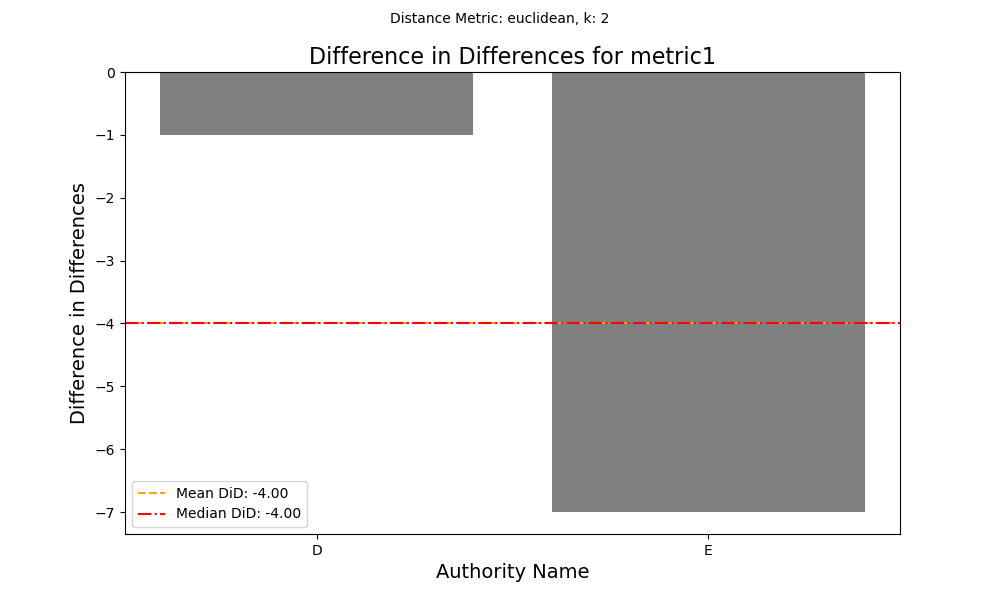 Distance Metric: euclidean, k: 2
Difference in Differences for metric1
Difference in Differences
0
−1
−2
−3
−4
−5
−6
−7
Mean DiD: -4.00
Median DiD: -4.00
D
E
Authority Name